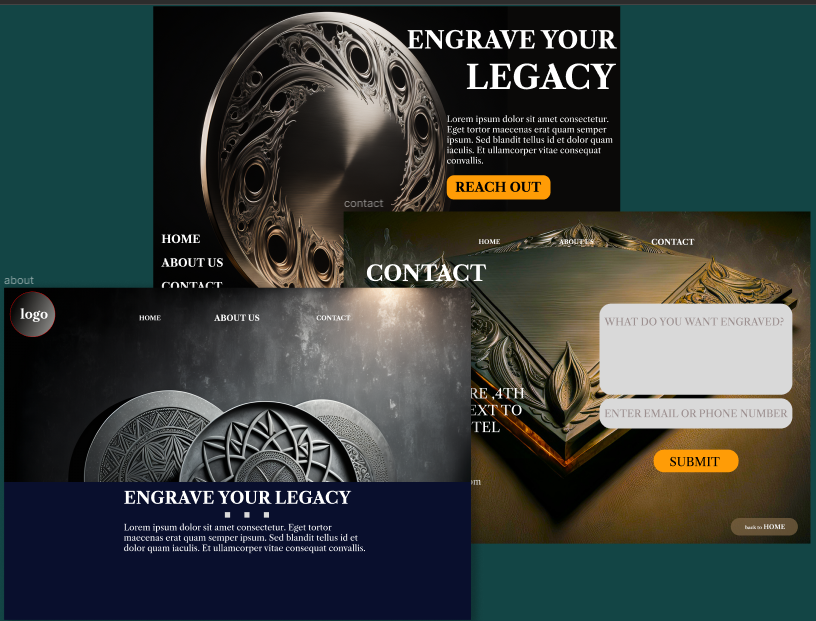 ENGRAVE YOUR
LEGACY
Lorem ipsum dolor sit amet consectetur.
Eget tortor maecenas erat quam semper
ipsum. Sed blandit tellus id et dolor quam
iaculis. Et ullamcorper vitae consequat
convallis.
REACH OUT
HOME
ABOUT US
CONTACT
contact
HOME
ABOUT US
CONTACT
CONTACT
WHAT DO YOU WANT ENGRAVED?
RE ,4TH
EXT TO
TEL
ENTER EMAIL OR PHONE NUMBER
SUBMIT
om
back to HOME
about
logo
HOME
ABOUT US
CONTACT
ENGRAVE YOUR LEGACY
Lorem ipsum dolor sit amet consectetur. Eget tortor
maecenas erat quam semper ipsum. Sed blandit tellus id et
dolor quam iaculis. Et ullamcorper vitae consequat convallis.